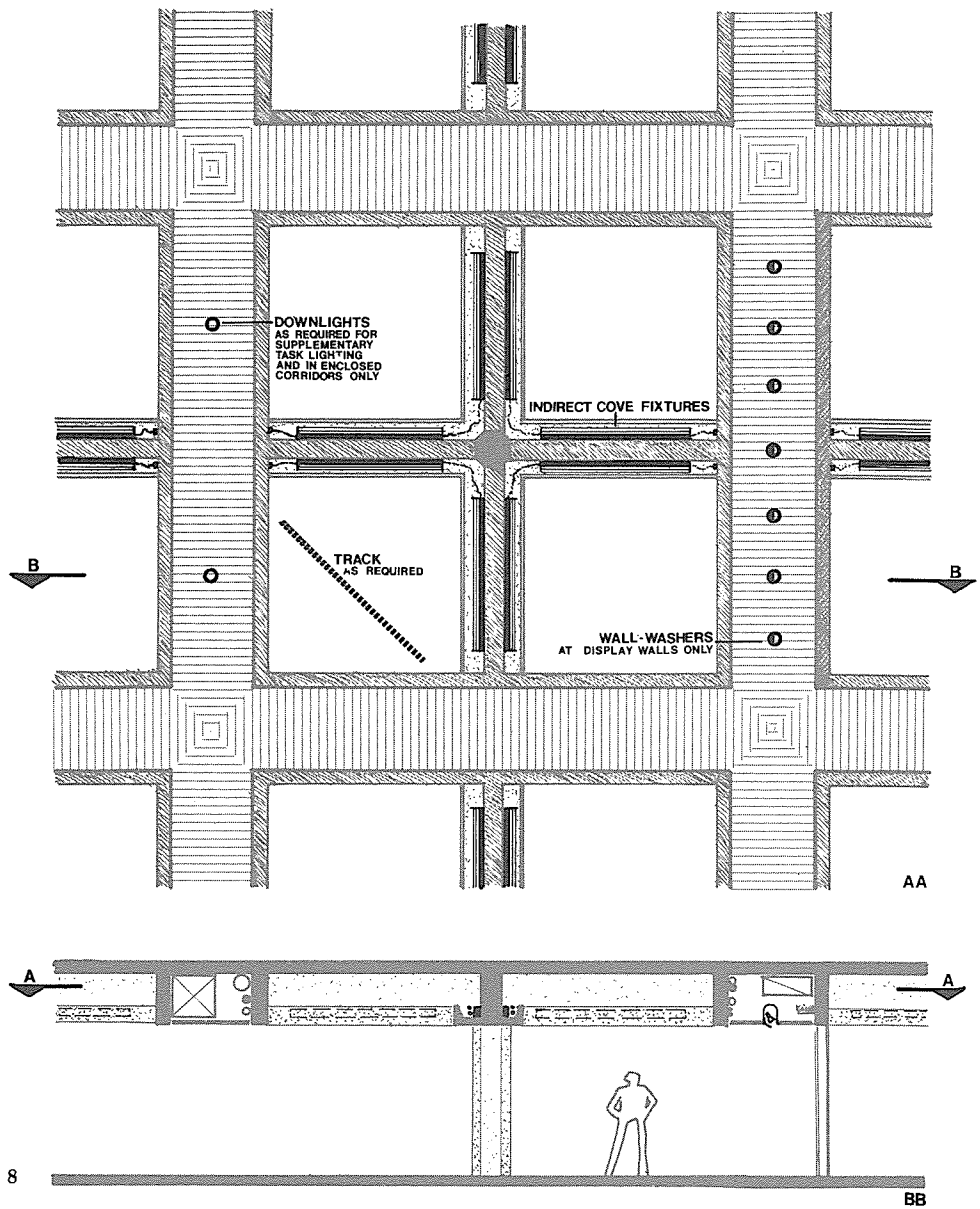 DOWNLIGHTS
AS REQUIRED FOR
SUPPLEMENTARY
TASK LIGHTING
AND IN ENCLOSED
CORRIDORS ONLY
INDIRECT COVE FIXTURES
B
TRACK
AS REQUIRED
B
WALL-WASHERS
AT DISPLAY WALLS ONLY
AA
A
A
8
BB